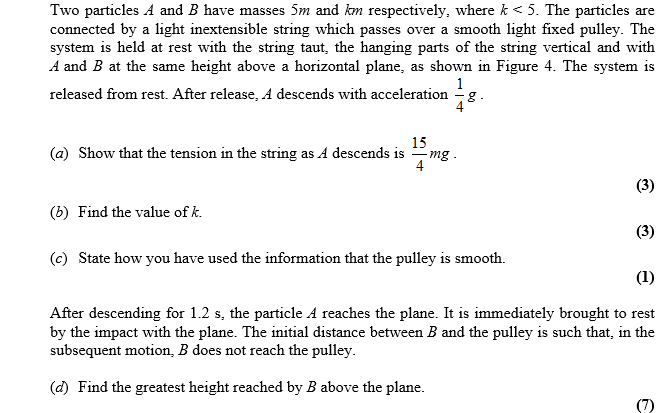 Two particles A and B have masses 5m and km respectively, where k < 5. The particles are
connected by a light inextensible string which passes over a smooth light fixed pulley. The
system is held at rest with the string taut, the hanging parts of the string vertical and with
A and B at the same height above a horizontal plane, as shown in Figure 4. The system is
released from rest. After release, A descends with acceleration 1/4 g.
(a) Show that the tension in the string as A descends is 15/4 mg.
(3)
(b) Find the value of k.
(3)
(c) State how you have used the information that the pulley is smooth.
(1)
After descending for 1.2 s, the particle A reaches the plane. It is immediately brought to rest
by the impact with the plane. The initial distance between B and the pulley is such that, in the
subsequent motion, B does not reach the pulley.
(d) Find the greatest height reached by B above the plane.
(7)